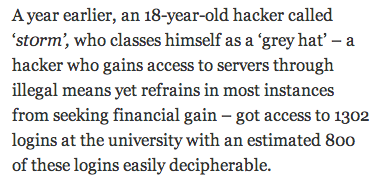 A year earlier, an 18-year-old hacker called
‘storm’, who classes himself as a ‘grey hat’ – a
hacker who gains access to servers through
illegal means yet refrains in most instances
from seeking financial gain – got access to 1302
logins at the university with an estimated 800
of these logins easily decipherable.